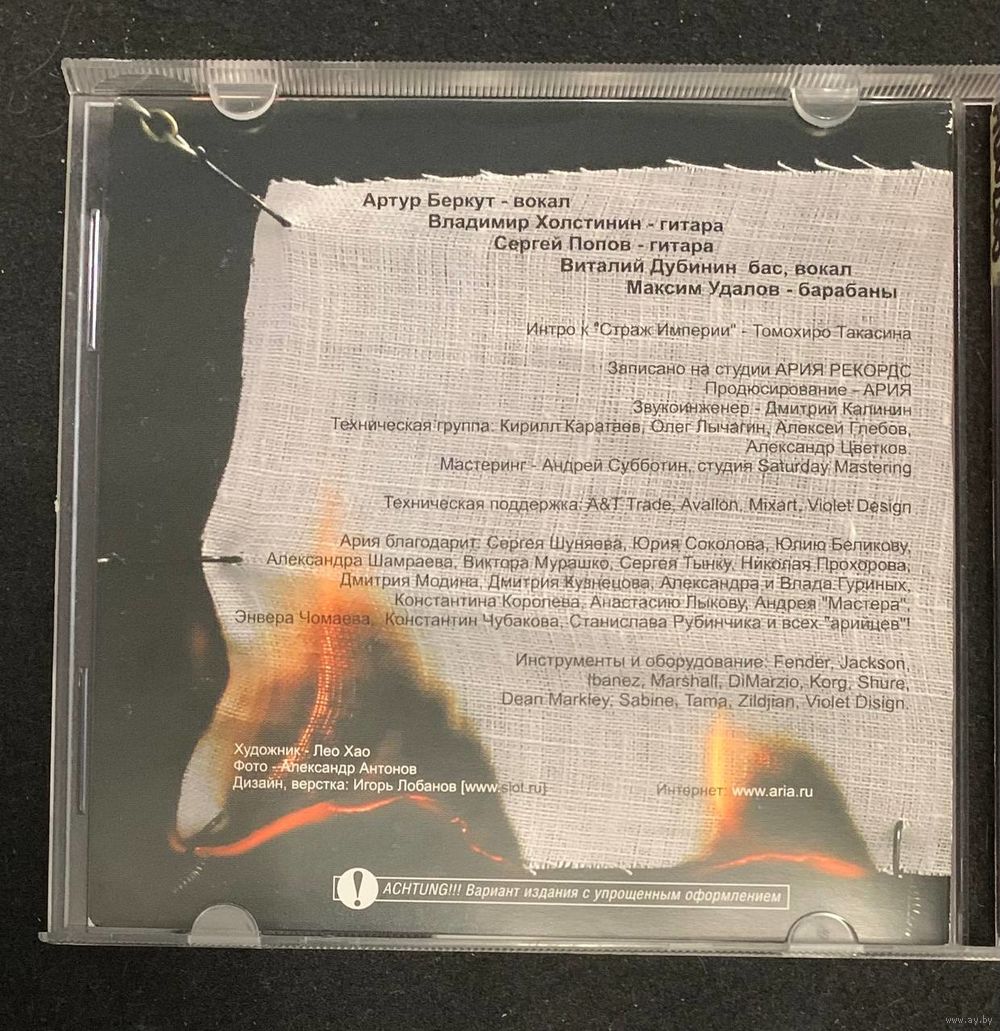 Артур Беркут - вокал
Владимир Холстинин - гитара
Сергей Попов - гитара
Виталий Дубинин бас, вокал
Максим Удалов - барабаны
Интро к "Страж Империи" - Томохиро Такасина
Записано на студии АРИЯ РЕКОРДС
Продюсирование - АРИЯ
Звукоинженер - Дмитрий Калинин
Техническая группа: Кирилл Каратаев, Олег Лычагин, Алексей Глебов,
Александр Цветков.
Мастеринг - Андрей Субботин, студия Saturday Mastering
Техническая поддержка: A&T Trade, Avallon, Mixart, Violet Design
Ария благодарит: Сергея Шуняева, Юрия Соколова, Юлию Беликову,
Александра Шамраева, Виктора Мурашко, Сергея Тынку, Николая Прохорова,
Дмитрия Модина, Дмитрия Кузнецова, Александра и Влада Гуриных,
Константина Королева, Анастасию Лыкову, Андрея "Мастера",
Энвера Чомаева, Константин Чубакова, Станислава Рубинчика и всех "арийцев"!
Инструменты и оборудование: Fender, Jackson,
Ibanez, Marshall, DiMarzio, Korg, Shure,
Dean Markley, Sabine, Tama, Zildjian, Violet Disign.
Художник - Лео Хао
Фото - Александр Антонов
Дизайн, верстка: Игорь Лобанов [www.slot.ru]
Интернет: www.aria.ru
ACHTUNG!!! Вариант издания с упрощенным оформлением
www.ay.by